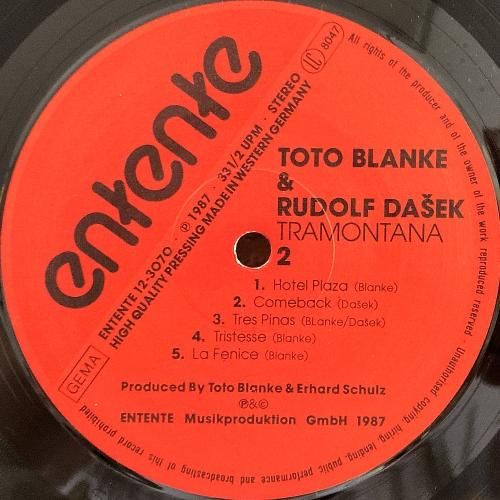 entente
ENTENTE 12-3070 · ℗ 1987 · 33 1/2 UPM · STEREO
HIGH QUALITY PRESSING MADE IN WESTERN GERMANY
LC 8047
GEMA
TOTO BLANKE
&
RUDOLF DAŠEK
TRAMONTANA
2
1. Hotel Plaza (Blanke)
2. Comeback (Dašek)
3. Tres Pinas (BLanke/Dašek)
4. Tristesse (Blanke)
5. La Fenice (Blanke)
Produced By Toto Blanke & Erhard Schulz
℗&©
ENTENTE Musikproduktion GmbH 1987
All rights of the producer and of the owner of the work reproduced reserved · Unauthorised copying, hiring, lending, public performance and broadcasting of this record prohibited